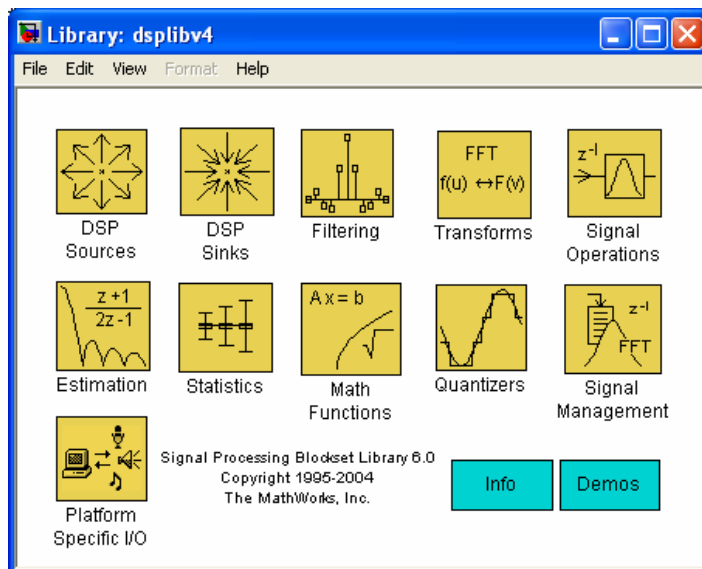 Library: dsplibv4
File Edit View Format Help
FFT
f(u) ↔F(v)
z-1
DSP
Sources
DSP
Sinks
Filtering
Transforms
Signal
Operations
z+1
2z-1
Ax= b
√
z-1
FFT
Estimation
Statistics
Math
Functions
Quantizers
Signal
Management
Signal Processing Blockset Library 6.0
Copyright 1995-2004
The MathWorks, Inc.
Info
Demos
Platform
Specific I/O